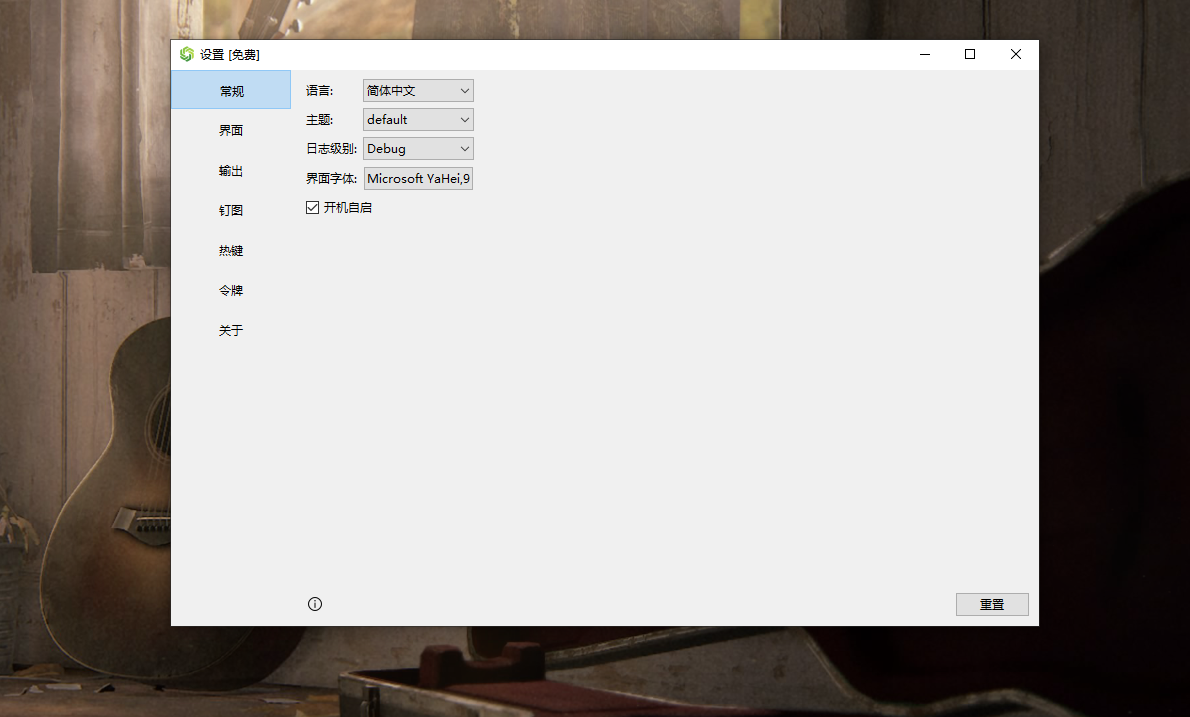 设置 [免费]
常规
界面
输出
钉图
热键
令牌
关于
语言: 简体中文
主题: default
日志级别: Debug
界面字体: Microsoft YaHei,9
开机自启
重置